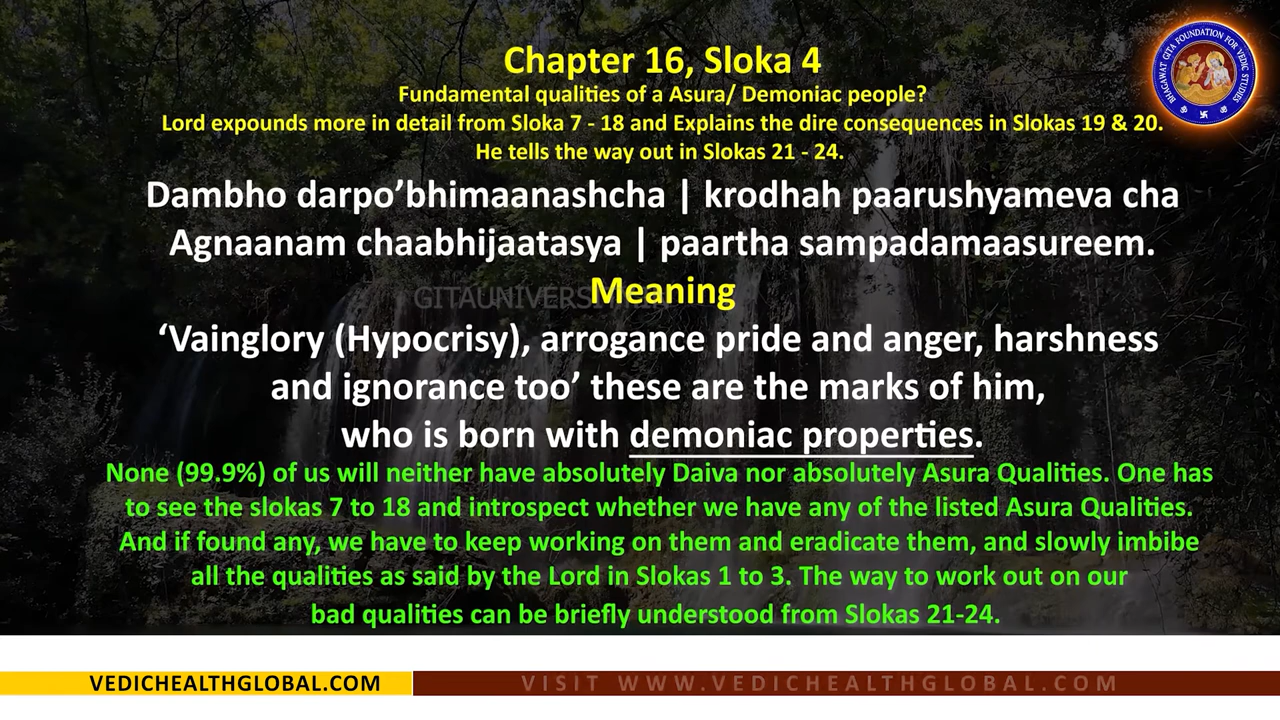 Chapter 16, Sloka 4
Fundamental qualities of a Asura/ Demoniac people?
Lord expounds more in detail from Sloka 7 - 18 and Explains the dire consequences in Slokas 19 & 20.
He tells the way out in Slokas 21 - 24.
BHAGAWAT GITA FOUNDATION FOR VEDIC STUDIES
Dambho darpo’bhimaanashcha | krodhah paarushyameva cha
Agnaanam chaabhijaatasya | paartha sampadamaasureem.
GITAUNIVERS
Meaning
‘Vainglory (Hypocrisy), arrogance pride and anger, harshness
and ignorance too’ these are the marks of him,
who is born with demoniac properties.
None (99.9%) of us will neither have absolutely Daiva nor absolutely Asura Qualities. One has
to see the slokas 7 to 18 and introspect whether we have any of the listed Asura Qualities.
And if found any, we have to keep working on them and eradicate them, and slowly imbibe
all the qualities as said by the Lord in Slokas 1 to 3. The way to work out on our
bad qualities can be briefly understood from Slokas 21-24.
VEDICHEALTHGLOBAL.COM
VISIT WWW.VEDICHEALTHGLOBAL.COM